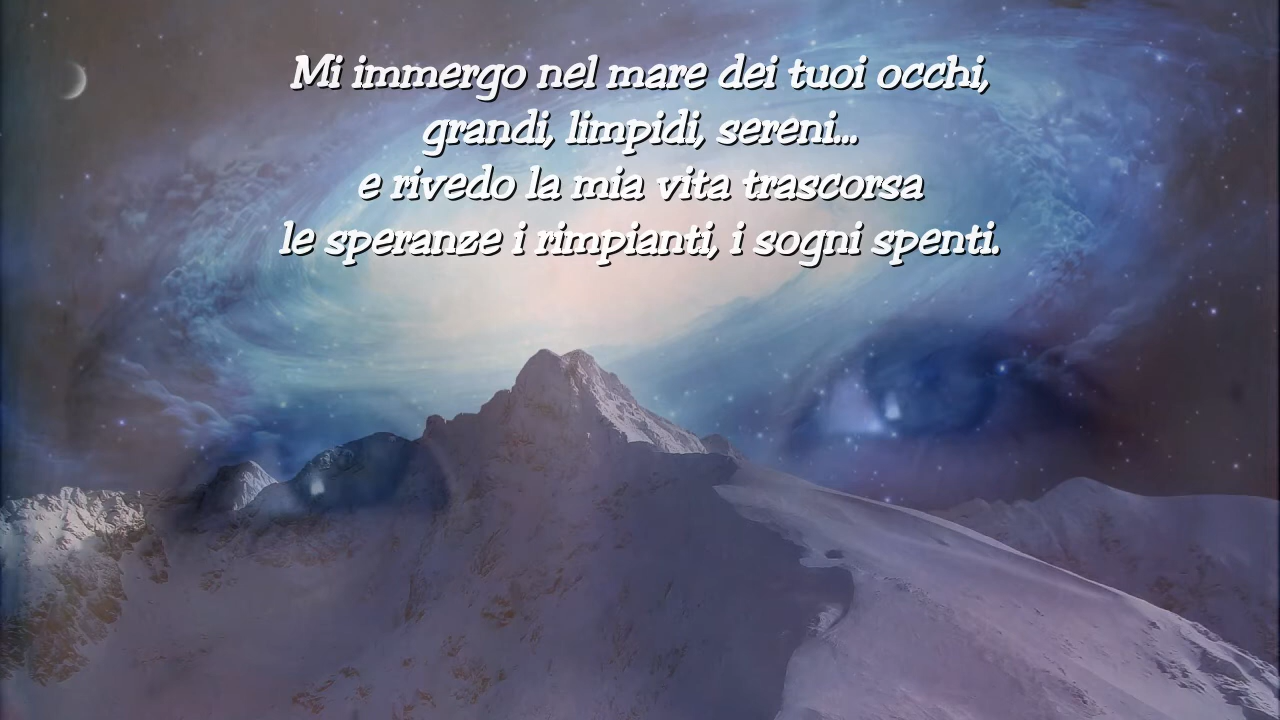 Mi immergo nel mare dei tuoi occhi,
grandi, limpidi, sereni...
e rivedo la mia vita trascorsa
le speranze i rimpianti, i sogni spenti.